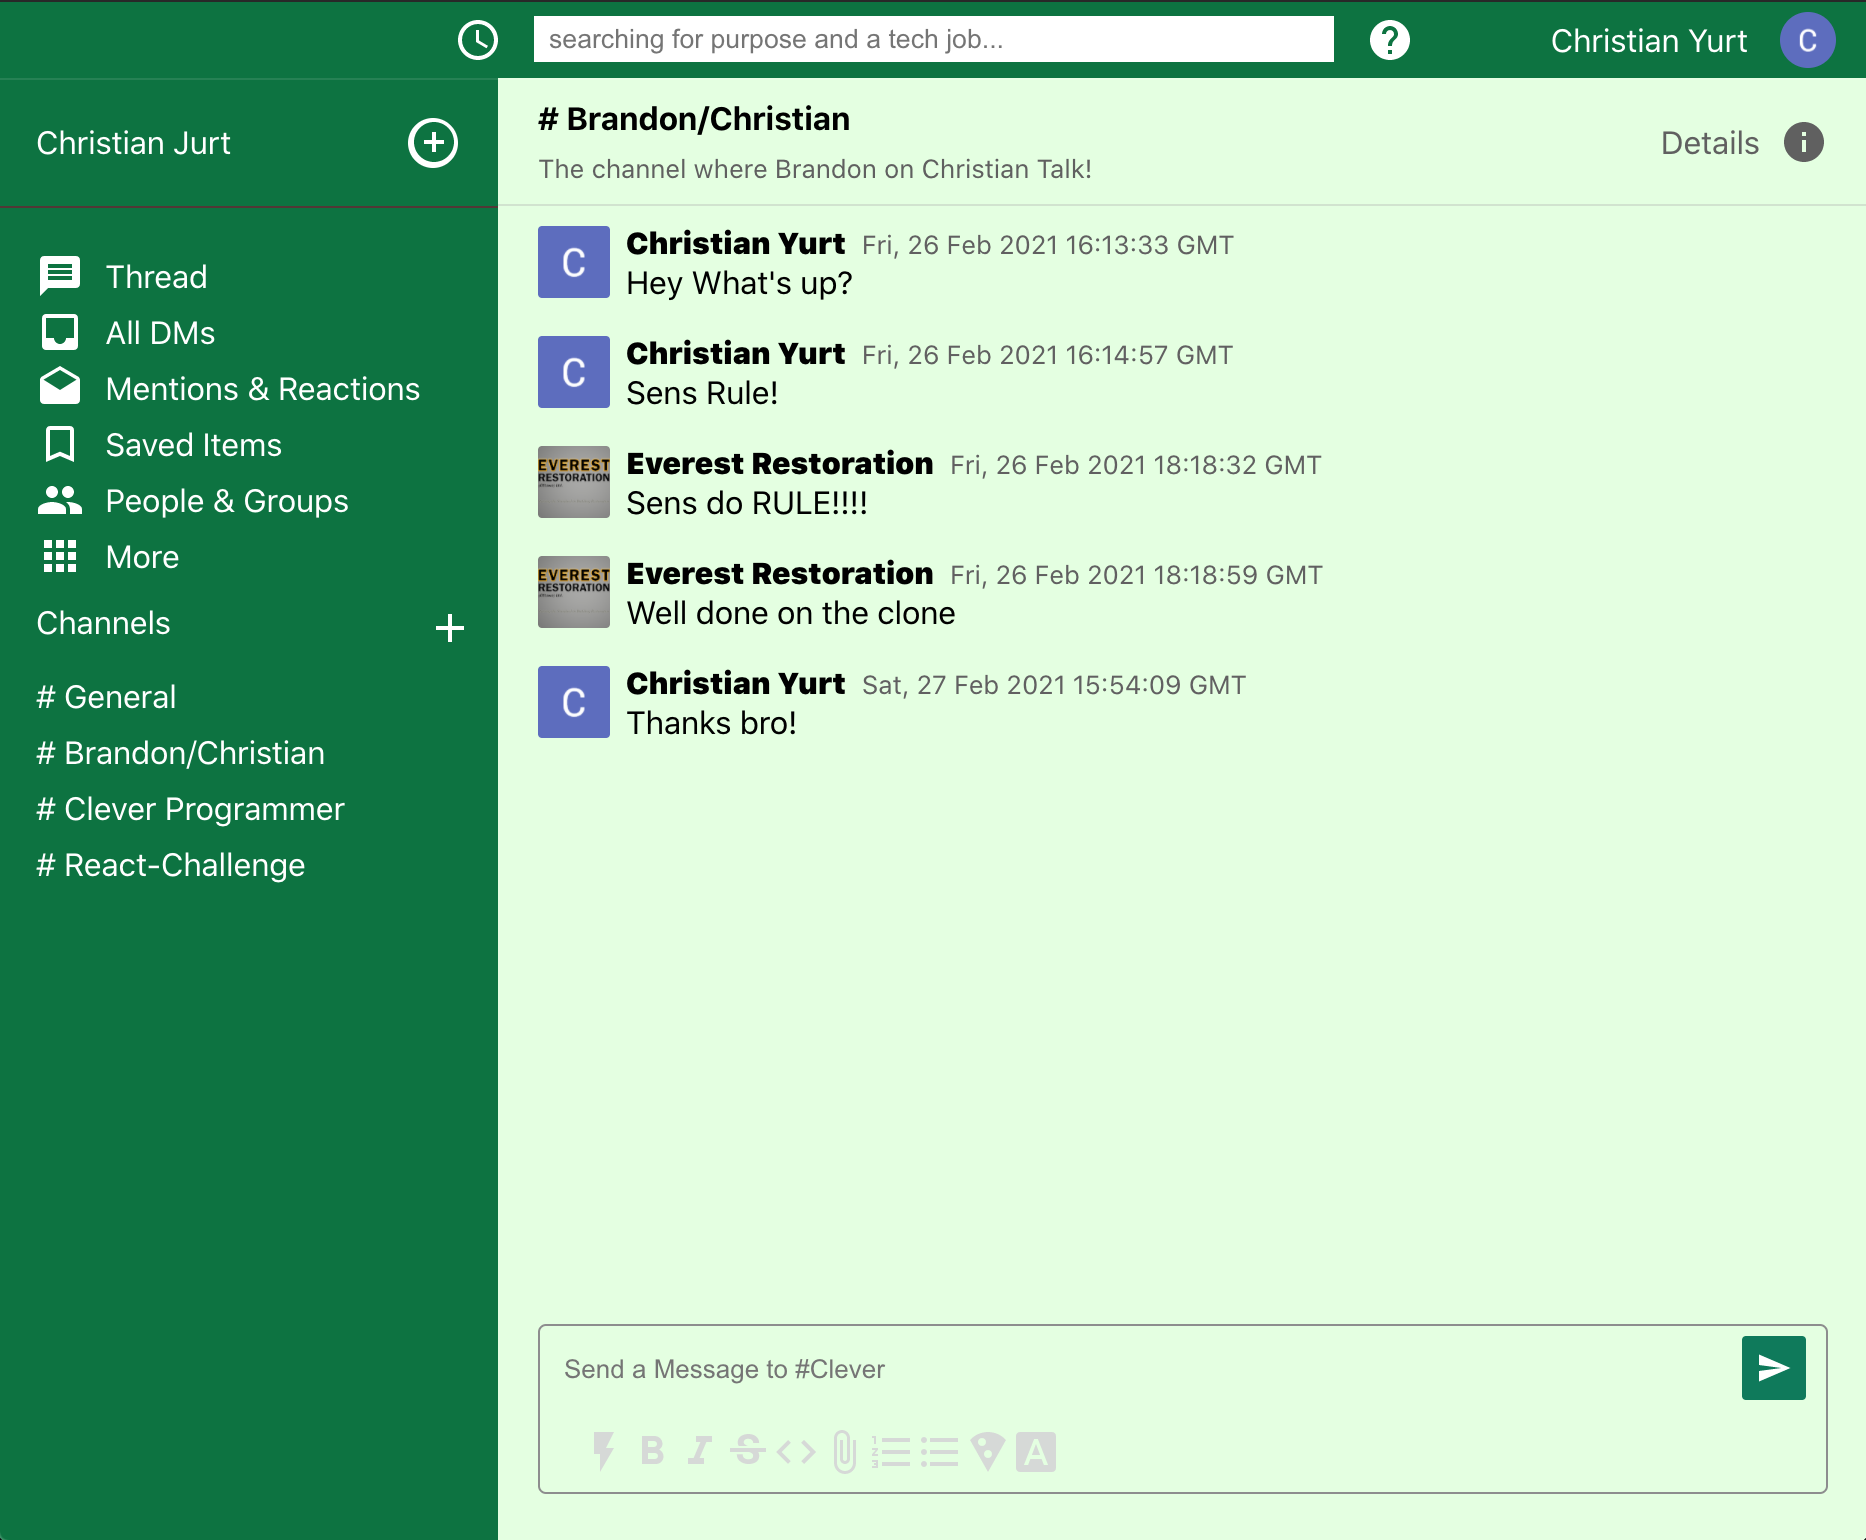 searching for purpose and a tech job...
Christian Yurt
C
Christian Jurt
Thread
All DMs
Mentions & Reactions
Saved Items
People & Groups
More
Channels
# General
# Brandon/Christian
# Clever Programmer
# React-Challenge
# Brandon/Christian
The channel where Brandon on Christian Talk!
Details
C
Christian Yurt Fri, 26 Feb 2021 16:13:33 GMT
Hey What's up?
C
Christian Yurt Fri, 26 Feb 2021 16:14:57 GMT
Sens Rule!
EVEREST
RESTORATION
Everest Restoration Fri, 26 Feb 2021 18:18:32 GMT
Sens do RULE!!!!
EVEREST
RESTORATION
Everest Restoration Fri, 26 Feb 2021 18:18:59 GMT
Well done on the clone
C
Christian Yurt Sat, 27 Feb 2021 15:54:09 GMT
Thanks bro!
Send a Message to #Clever